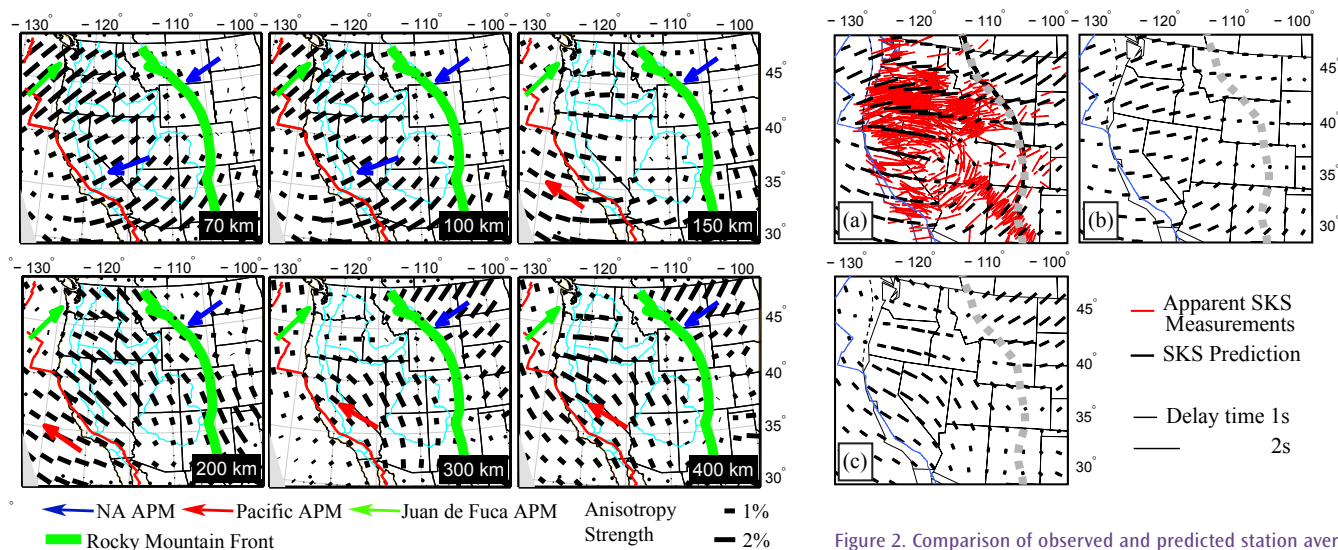 - 130 - 120 - 110 - 100
- 130 - 120 - 110 - 100
- 130 - 120 - 110 - 100
45
40
35
30
70 km
100 km
150 km
- 130 - 120 - 110 - 100
- 130 - 120 - 110 - 100
- 130 - 120 - 110 - 100
45
40
35
30
200 km
300 km
400 km
NA APM Pacific APM Juan de Fuca APM
Rocky Mountain Front
Anisotropy
Strength
1%
2%
- 130 - 120 - 110 - 100
- 130 - 120 - 110 - 100
45
40
35
30
(a)
(b)
- 130 - 120 - 110 - 100
45
40
35
30
(c)
Apparent SKS
Measurements
SKS Prediction
Delay time 1s
2s
Figure 2. Comparison of observed and predicted station aver